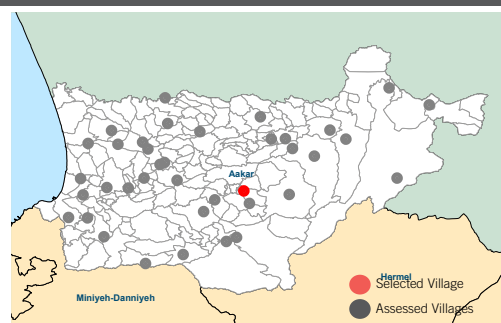 Aakar
Hermel
Selected Village
Miniyeh-Danniyeh
Assessed Villages